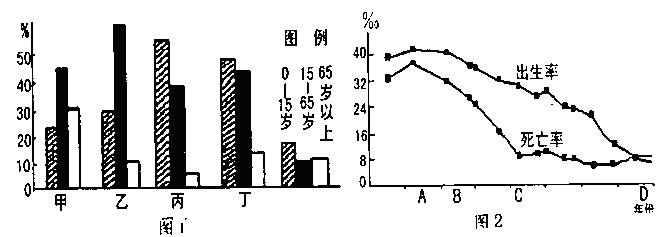 %
50
40
30
20
10
0
甲 乙 丙 丁
图 例
0—15岁
15—65岁
65岁以上
图1
‰
40
32
24
16
8
出生率
死亡率
A B C D
年份
图2